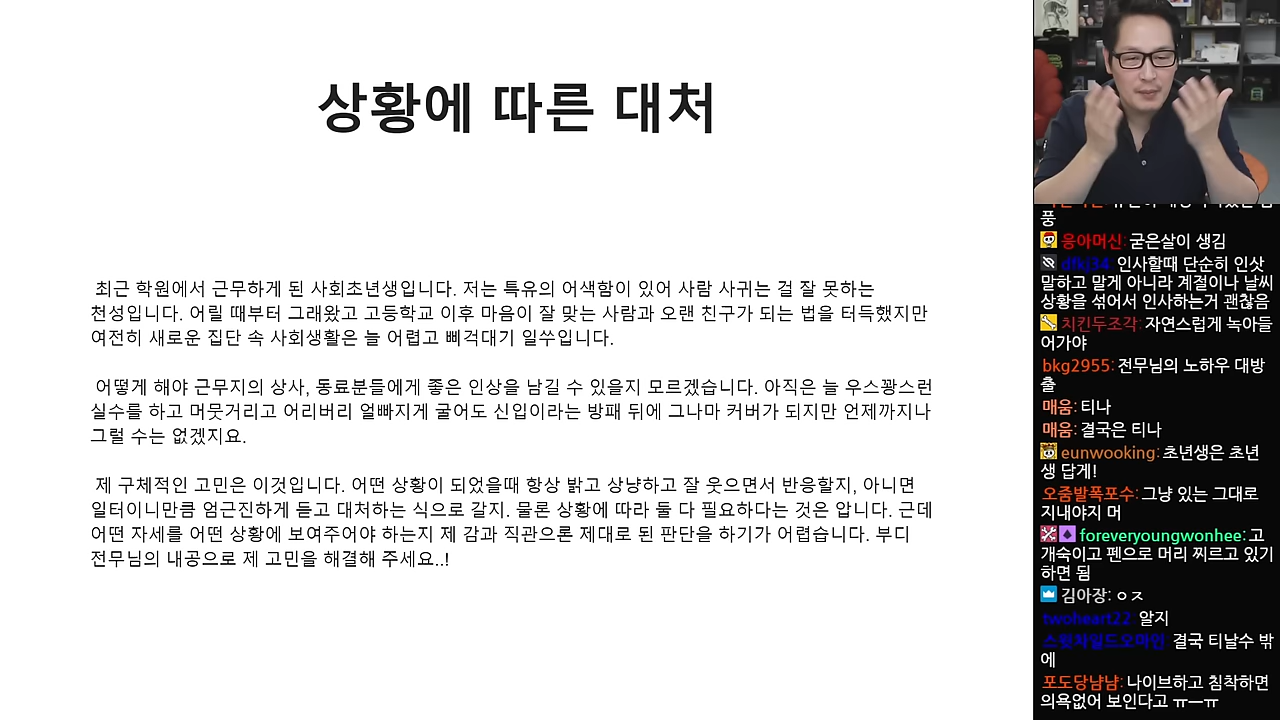 상황에 따른 대처
최근 학원에서 근무하게 된 사회초년생입니다. 저는 특유의 어색함이 있어 사람 사귀는 걸 잘 못하는
천성입니다. 어릴 때부터 그래왔고 고등학교 이후 마음이 잘 맞는 사람과 오랜 친구가 되는 법을 터득했지만
여전히 새로운 집단 속 사회생활은 늘 어렵고 삐걱대기 일쑤입니다.
어떻게 해야 근무지의 상사, 동료분들에게 좋은 인상을 남길 수 있을지 모르겠습니다. 아직은 늘 우스꽝스런
실수를 하고 머뭇거리고 어리버리 얼빠지게 굴어도 신입이라는 방패 뒤에 그나마 커버가 되지만 언제까지나
그럴 수는 없겠지요.
제 구체적인 고민은 이것입니다. 어떤 상황이 되었을때 항상 밝고 상냥하고 잘 웃으면서 반응할지, 아니면
일터이니만큼 엄근진하게 듣고 대처하는 식으로 갈지. 물론 상황에 따라 둘 다 필요하다는 것은 압니다. 근데
어떤 자세를 어떤 상황에 보여주어야 하는지 제 감과 직관으론 제대로 된 판단을 하기가 어렵습니다. 부디
전무님의 내공으로 제 고민을 해결해 주세요..!
풍
웅아머신: 굳은살이 생김
dfkj34: 인사할때 단순히 인삿
말하고 말게 아니라 계절이나 날씨
상황을 섞어서 인사하는거 괜찮음
치킨두조각: 자연스럽게 녹아들
어가야
bkg2955: 전무님의 노하우 대방
출
매움: 티나
매움: 결국은 티나
eunwooking: 초년생은 초년
생 답게!
오줌발폭포수: 그냥 있는 그대로
지내야지 머
foreveryoungwonhee: 고
개숙이고 펜으로 머리 찌르고 있기
하면 됨
김아장: ㅇㅈ
twoheart22: 알지
스윗차일드오마인: 결국 티날수 밖
에
포도당냠냠: 나이브하고 침착하면
의욕없어 보인다고 ㅠㅡㅠ